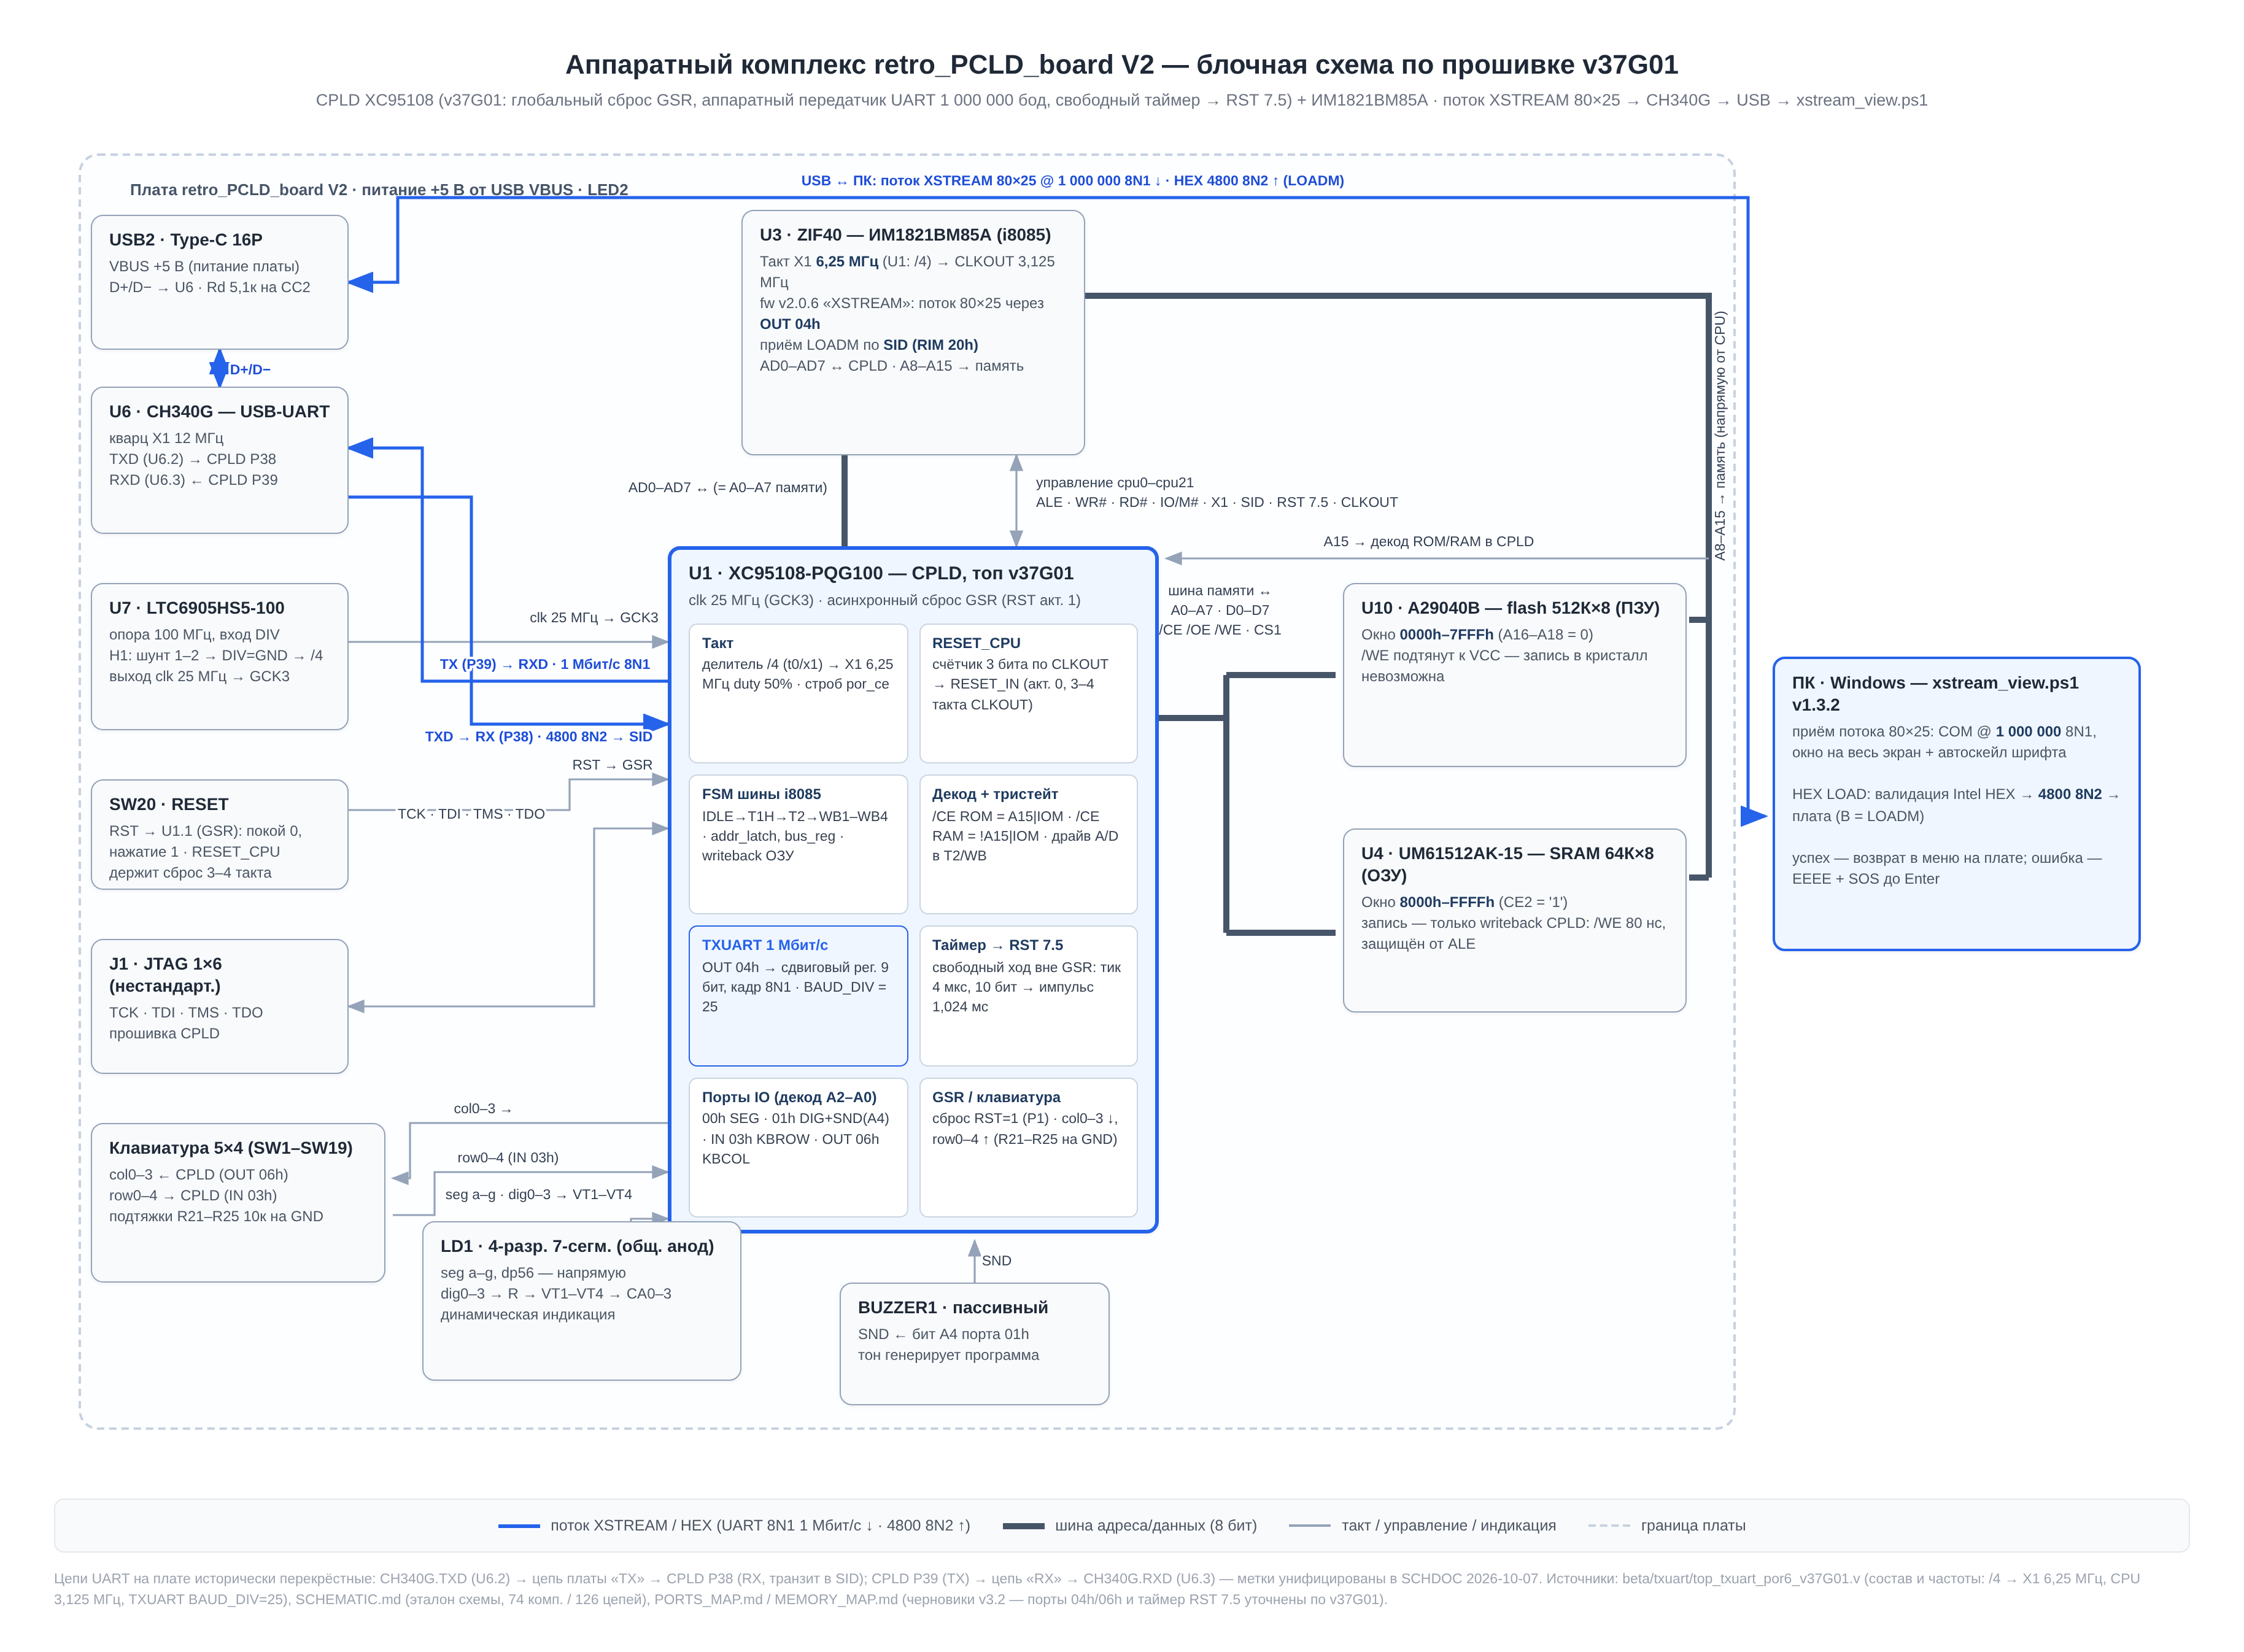 Аппаратный комплекс retro_PCLD_board V2 — блочная схема по прошивке v37G01
CPLD XC95108 (v37G01: глобальный сброс GSR, аппаратный передатчик UART 1 000 000 бод, свободный таймер → RST 7.5) + ИМ1821ВМ85А · поток XSTREAM 80×25 → CH340G → USB → xstream_view.ps1
Плата retro_PCLD_board V2 · питание +5 В от USB VBUS · LED2
USB ↔ ПК: поток XSTREAM 80×25 @ 1 000 000 8N1 ↓ · HEX 4800 8N2 ↑ (LOADM)
USB2 · Type-C 16P
VBUS +5 В (питание платы)
D+/D− → U6 · Rd 5,1к на CC2
D+/D−
U6 · CH340G — USB-UART
кварц X1 12 МГц
TXD (U6.2) → CPLD P38
RXD (U6.3) ← CPLD P39
U3 · ZIF40 — ИМ1821ВМ85А (i8085)
Такт X1 6,25 МГц (U1: /4) → CLKOUT 3,125
МГц
fw v2.0.6 «XSTREAM»: поток 80×25 через
OUT 04h
приём LOADM по SID (RIM 20h)
AD0–AD7 ↔ CPLD · A8–A15 → память
A8–A15 → память (напрямую от CPU)
AD0–AD7 ↔ (= A0–A7 памяти)
управление cpu0–cpu21
ALE · WR# · RD# · IO/M# · X1 · SID · RST 7.5 · CLKOUT
A15 → декод ROM/RAM в CPLD
U7 · LTC6905HS5-100
опора 100 МГц, вход DIV
H1: шунт 1–2 → DIV=GND → /4
выход clk 25 МГц → GCK3
clk 25 МГц → GCK3
TX (P39) → RXD · 1 Мбит/с 8N1
TXD → RX (P38) · 4800 8N2 → SID
RST → GSR
SW20 · RESET
RST → U1.1 (GSR): покой 0,
нажатие 1 · RESET_CPU
держит сброс 3–4 такта
TCK · TDI · TMS · TDO
J1 · JTAG 1×6
(нестандарт.)
TCK · TDI · TMS · TDO
прошивка CPLD
U1 · XC95108-PQG100 — CPLD, топ v37G01
clk 25 МГц (GCK3) · асинхронный сброс GSR (RST акт. 1)
Такт
делитель /4 (t0/x1) → X1 6,25
МГц duty 50% · строб por_ce
RESET_CPU
счётчик 3 бита по CLKOUT
→ RESET_IN (акт. 0, 3–4
такта CLKOUT)
FSM шины i8085
IDLE→T1H→T2→WB1–WB4
· addr_latch, bus_reg ·
writeback ОЗУ
Декод + тристейт
/CE ROM = A15|IOM · /CE
RAM = !A15|IOM · драйв A/D
в T2/WB
TXUART 1 Мбит/с
OUT 04h → сдвиговый рег. 9
бит, кадр 8N1 · BAUD_DIV =
25
Таймер → RST 7.5
свободный ход вне GSR: тик
4 мкс, 10 бит → импульс
1,024 мс
Порты IO (декод A2–A0)
00h SEG · 01h DIG+SND(A4)
· IN 03h KBROW · OUT 06h
KBCOL
GSR / клавиатура
сброс RST=1 (P1) · col0–3 ↓,
row0–4 ↑ (R21–R25 на GND)
шина памяти ↔
A0–A7 · D0–D7
/CE /OE /WE · CS1
U10 · A29040B — flash 512К×8 (ПЗУ)
Окно 0000h–7FFFh (A16–A18 = 0)
/WE подтянут к VCC — запись в кристалл
невозможна
U4 · UM61512AK-15 — SRAM 64К×8
(ОЗУ)
Окно 8000h–FFFFh (CE2 = '1')
запись — только writeback CPLD: /WE 80 нс,
защищён от ALE
ПК · Windows — xstream_view.ps1
v1.3.2
приём потока 80×25: COM @ 1 000 000 8N1,
окно на весь экран + автоскейл шрифта
HEX LOAD: валидация Intel HEX → 4800 8N2 →
плата (B = LOADM)
успех — возврат в меню на плате; ошибка —
EEEE + SOS до Enter
Клавиатура 5×4 (SW1–SW19)
col0–3 ← CPLD (OUT 06h)
row0–4 → CPLD (IN 03h)
подтяжки R21–R25 10к на GND
col0–3 →
row0–4 (IN 03h)
seg a–g · dig0–3 → VT1–VT4
LD1 · 4-разр. 7-сегм. (общ. анод)
seg a–g, dp56 — напрямую
dig0–3 → R → VT1–VT4 → CA0–3
динамическая индикация
SND
BUZZER1 · пассивный
SND ← бит A4 порта 01h
тон генерирует программа
поток XSTREAM / HEX (UART 8N1 1 Мбит/с ↓ · 4800 8N2 ↑)
шина адреса/данных (8 бит)
такт / управление / индикация
граница платы
Цепи UART на плате исторически перекрёстные: CH340G.TXD (U6.2) → цепь платы «TX» → CPLD P38 (RX, транзит в SID); CPLD P39 (TX) → цепь «RX» → CH340G.RXD (U6.3) — метки унифицированы в SCHDOC 2026-10-07. Источники: beta/txuart/top_txuart_por6_v37G01.v (состав и частоты: /4 → X1 6,25 МГц, CPU
3,125 МГц, TXUART BAUD_DIV=25), SCHEMATIC.md (эталон схемы, 74 комп. / 126 цепей), PORTS_MAP.md / MEMORY_MAP.md (черновики v3.2 — порты 04h/06h и таймер RST 7.5 уточнены по v37G01).